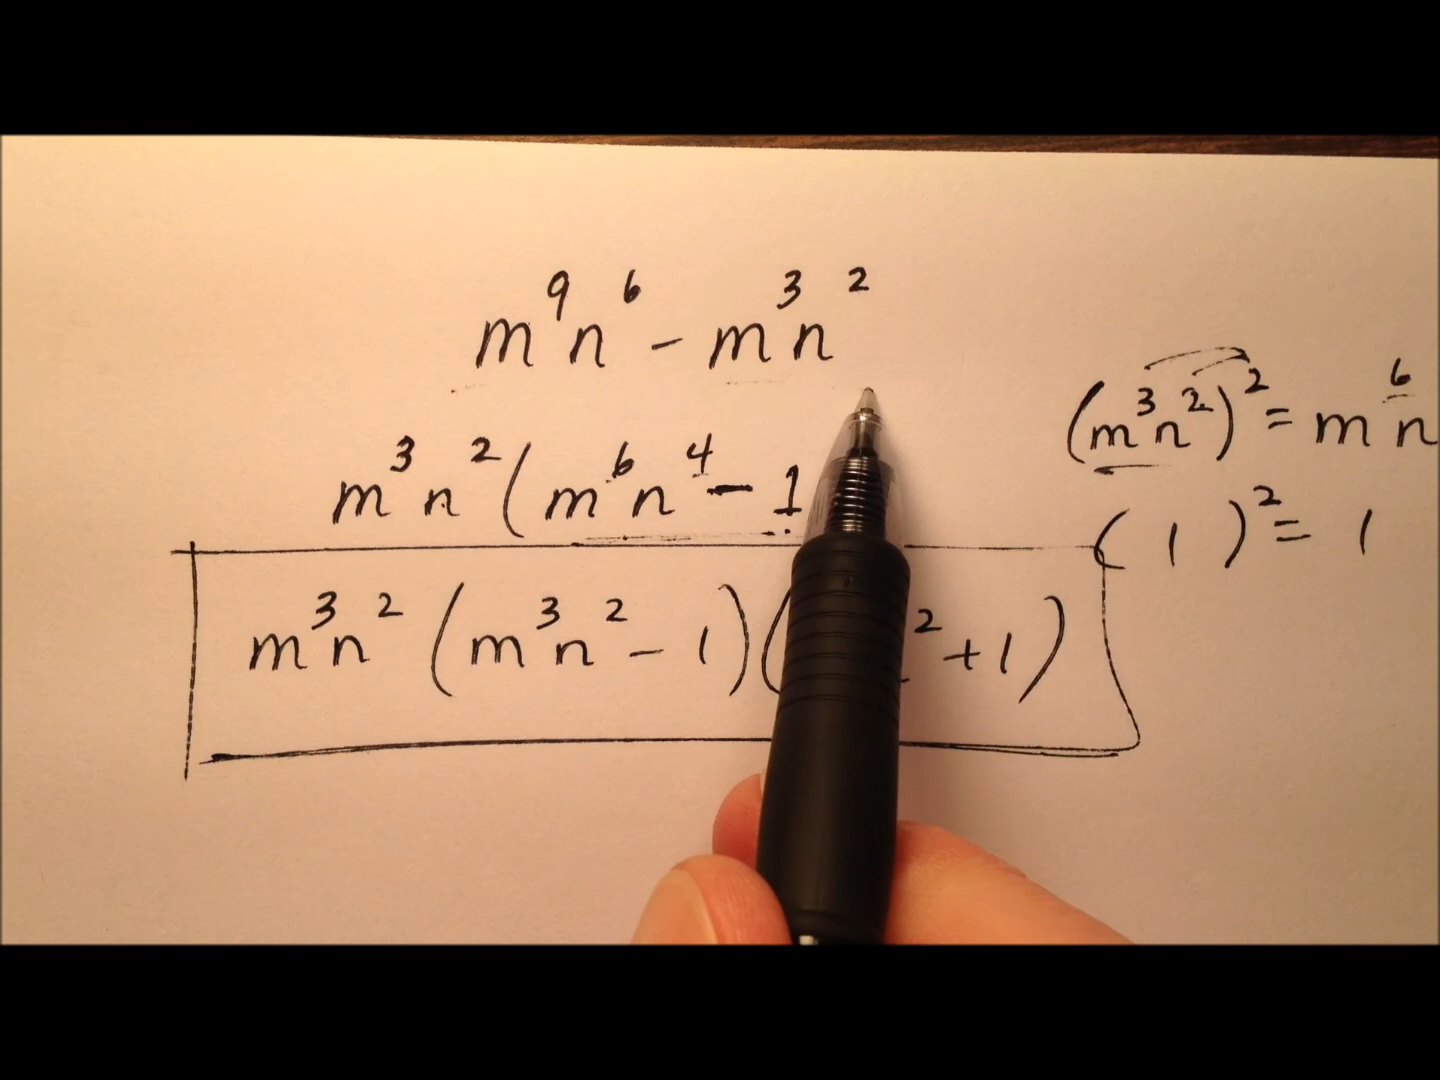 m⁹n⁶ - m³n²
m³n²(m⁶n⁴ - 1
m³n²(m³n² - 1)( ² + 1)
(m³n²)² = m⁶n
(1)² = 1